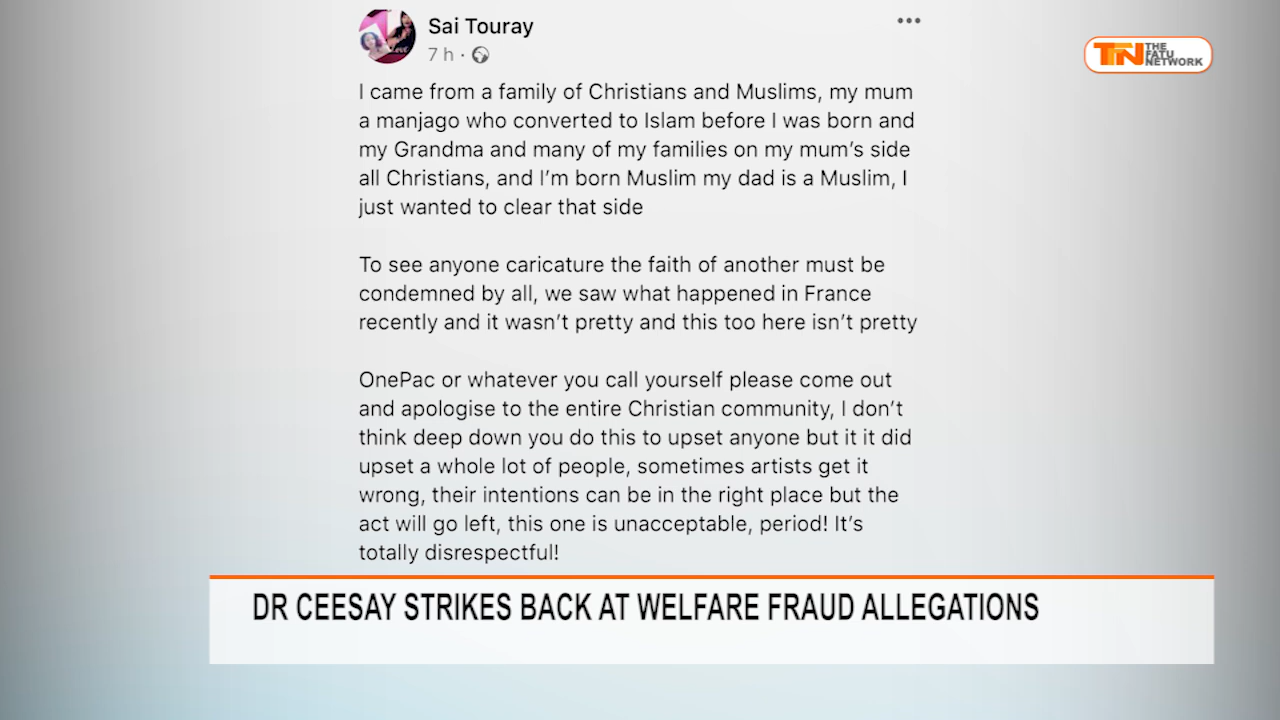 Sai Touray
7 h ·
THE
TN FATU
NETWORK
I came from a family of Christians and Muslims, my mum
a manjago who converted to Islam before I was born and
my Grandma and many of my families on my mum's side
all Christians, and I'm born Muslim my dad is a Muslim, I
just wanted to clear that side
To see anyone caricature the faith of another must be
condemned by all, we saw what happened in France
recently and it wasn't pretty and this too here isn't pretty
OnePac or whatever you call yourself please come out
and apologise to the entire Christian community, I don't
think deep down you do this to upset anyone but it it did
upset a whole lot of people, sometimes artists get it
wrong, their intentions can be in the right place but the
act will go left, this one is unacceptable, period! It's
totally disrespectful!
DR CEESAY STRIKES BACK AT WELFARE FRAUD ALLEGATIONS